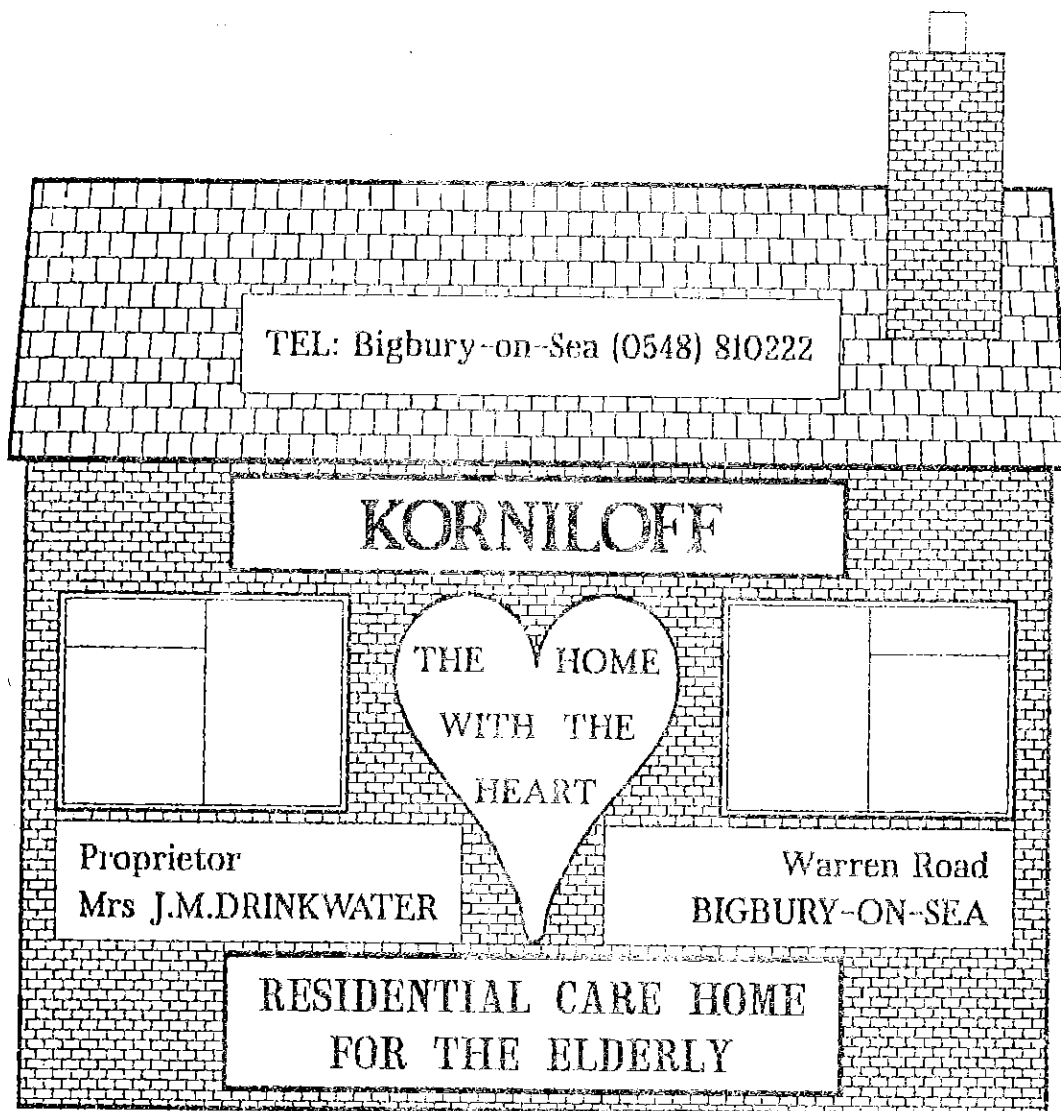 TEL: Bigbury-on-Sea (0548) 810222
KORNILOFF
THE HOME
WITH THE
HEART
Proprietor
Mrs J.M.DRINKWATER
Warren Road
BIGBURY-ON-SEA
RESIDENTIAL CARE HOME
FOR THE ELDERLY